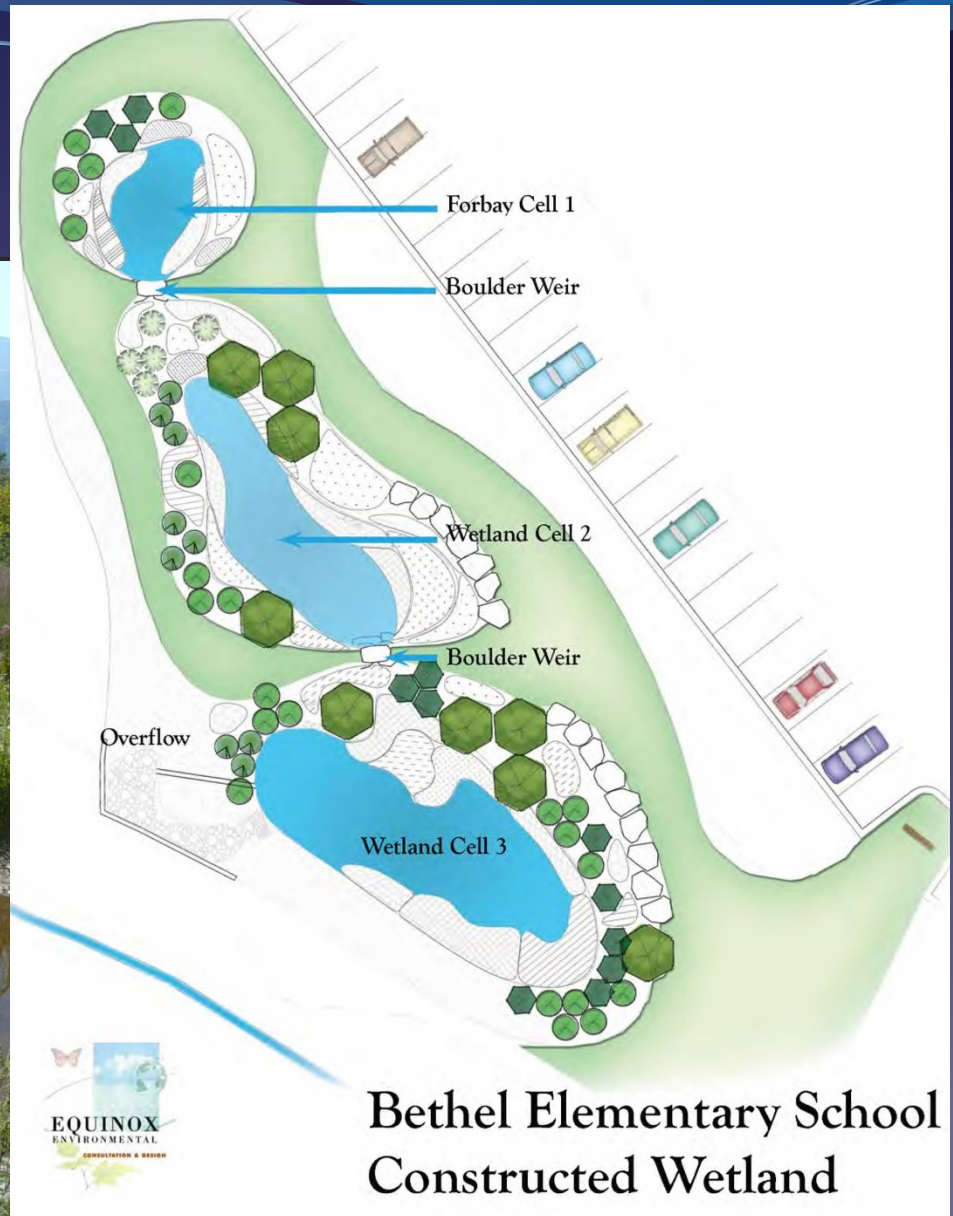 Forbay Cell 1
Boulder Weir
Wetland Cell 2
Boulder Weir
Overflow
Wetland Cell 3
EQUINOX
ENVIRONMENTAL
CONSULTATION & DESIGN
Bethel Elementary School
Constructed Wetland